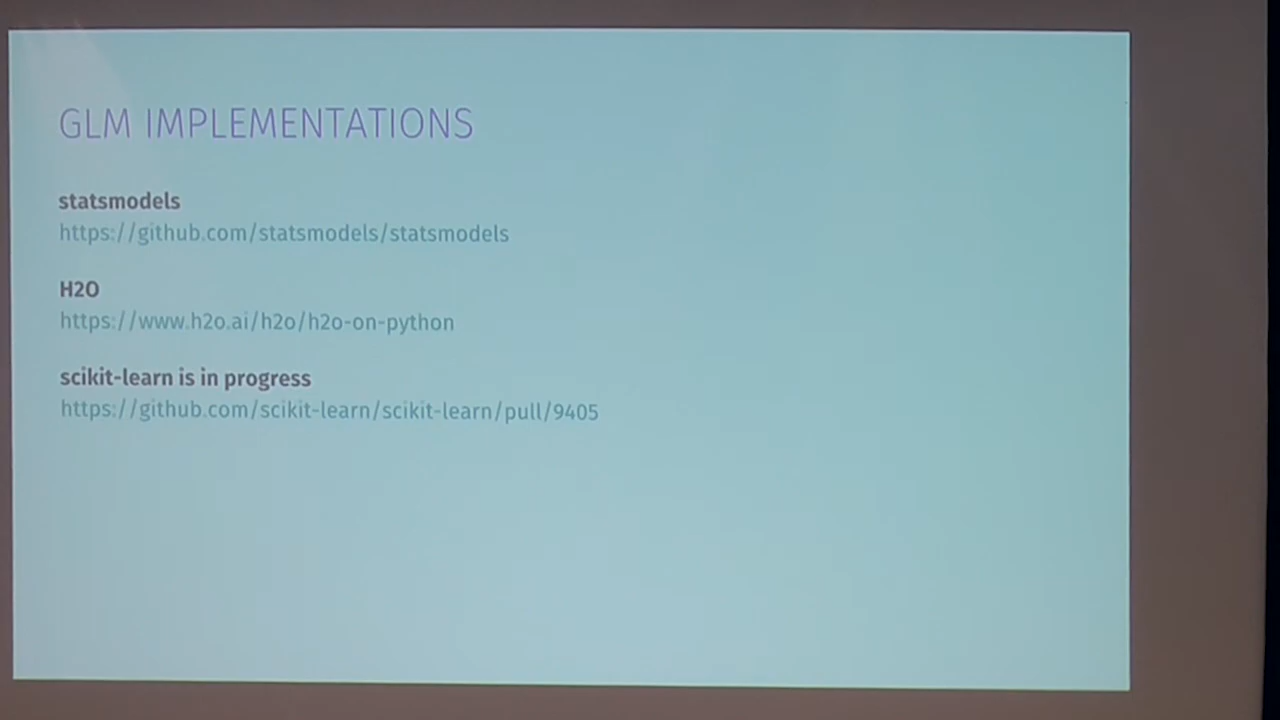 GLM IMPLEMENTATIONS
statsmodels
https://github.com/statsmodels/statsmodels
H2O
https://www.h2o.ai/h2o/h2o-on-python
scikit-learn is in progress
https://github.com/scikit-learn/scikit-learn/pull/9405